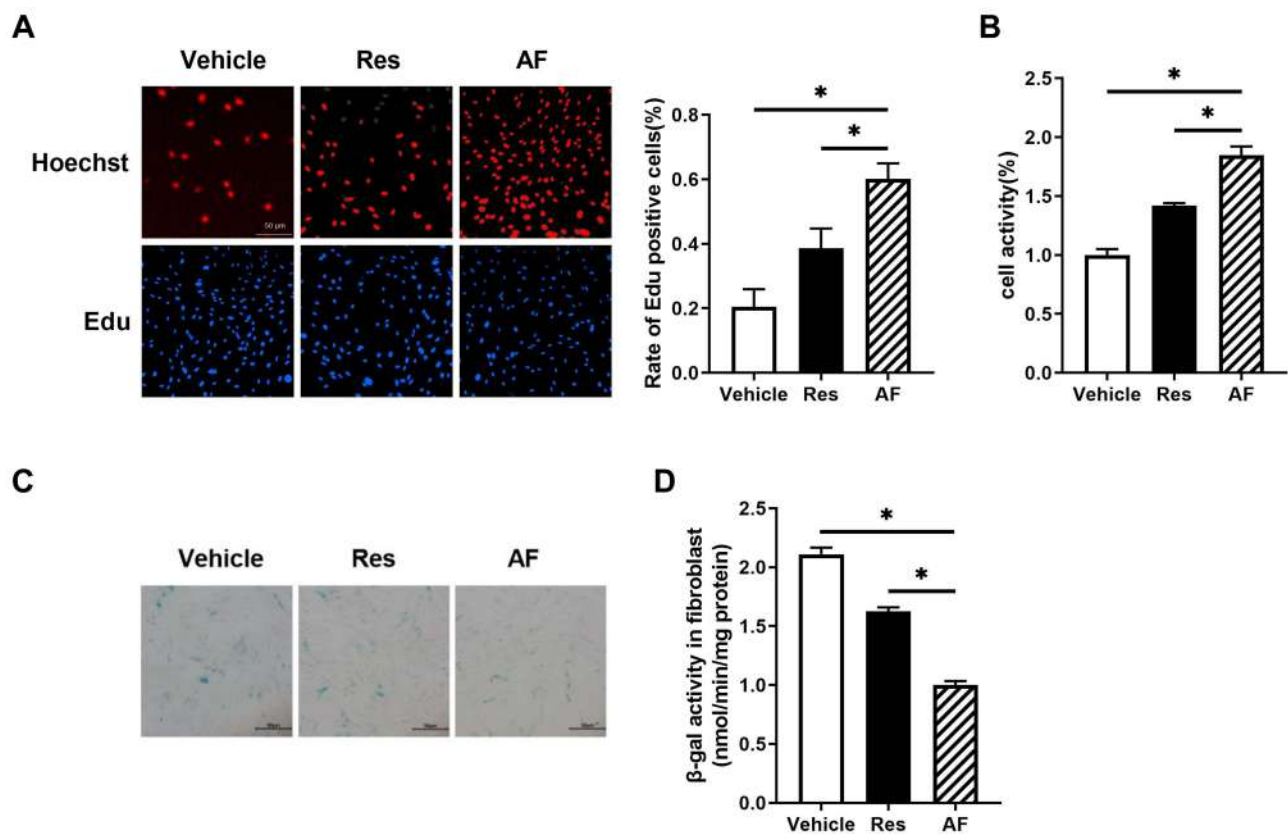 A
Vehicle Res AF
Hoechst
50 μm
Edu
Rate of Edu positive cells(%)
0.8
0.6
0.4
0.2
0.0
*
*
Vehicle Res AF
B
cell activity(%)
2.5
2.0
1.5
1.0
0.5
0.0
*
*
Vehicle Res AF
C
Vehicle Res AF
D
β-gal activity in fibroblast
(nmol/min/mg protein)
2.5
2.0
1.5
1.0
0.5
0.0
*
*
Vehicle Res AF